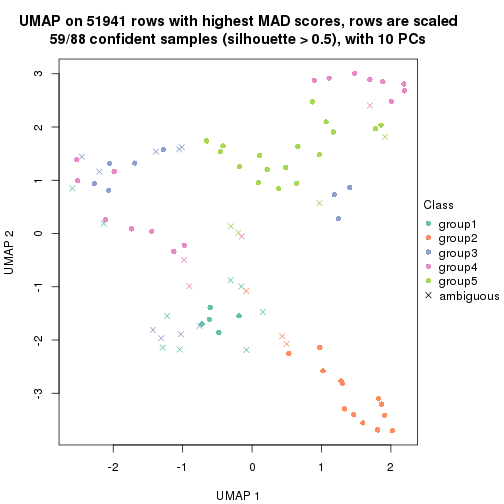 UMAP on 51941 rows with highest MAD scores, rows are scaled
59/88 confident samples (silhouette > 0.5), with 10 PCs
3
2
1
0
-1
-2
-3
UMAP 2
-2
-1
0
1
2
UMAP 1
Class
group1
group2
group3
group4
group5
ambiguous